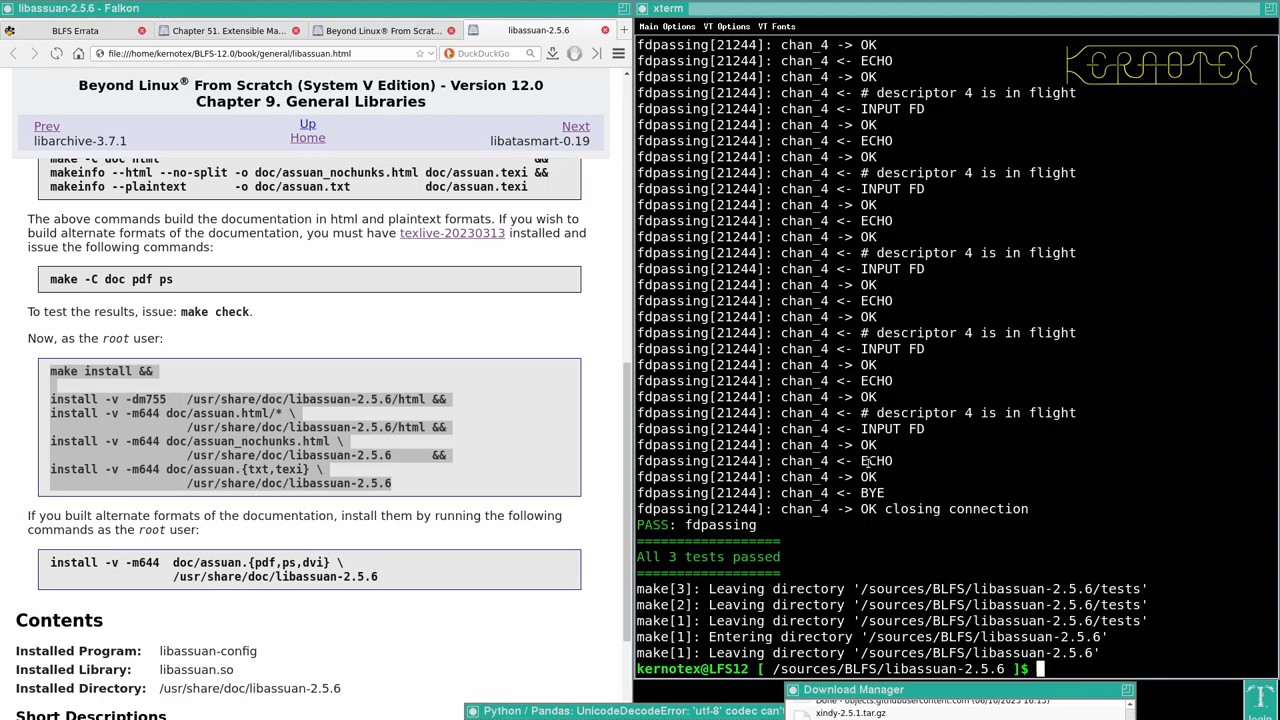 libassuan-2.5.6 - Falkon
BLFS Errata
Chapter 51. Extensible Ma
Beyond Linux® From Scrat
libassuan-2.5.6
file:///home/kernotex/BLFS-12.0/book/general/libassuan.html
DuckDuckGo
Beyond Linux® From Scratch (System V Edition) - Version 12.0
Chapter 9. General Libraries
Prev
Up
Next
libarchive-3.7.1
Home
libatasmart-0.19
make -C doc html &&
makeinfo --html --no-split -o doc/assuan_nochunks.html doc/assuan.texi &&
makeinfo --plaintext       -o doc/assuan.txt           doc/assuan.texi
The above commands build the documentation in html and plaintext formats. If you wish to
build alternate formats of the documentation, you must have texlive-20230313 installed and
issue the following commands:
make -C doc pdf ps
To test the results, issue: make check.
Now, as the root user:
make install &&
install -v -dm755   /usr/share/doc/libassuan-2.5.6/html &&
install -v -m644 doc/assuan.html/* \
/usr/share/doc/libassuan-2.5.6/html &&
install -v -m644 doc/assuan_nochunks.html \
/usr/share/doc/libassuan-2.5.6      &&
install -v -m644 doc/assuan.{txt,texi} \
/usr/share/doc/libassuan-2.5.6
If you built alternate formats of the documentation, install them by running the following
commands as the root user:
install -v -m644  doc/assuan.{pdf,ps,dvi} \
/usr/share/doc/libassuan-2.5.6
Contents
Installed Program: libassuan-config
Installed Library: libassuan.so
Installed Directory: /usr/share/doc/libassuan-2.5.6
Short Descriptions
xterm
Main Options VT Options VT Fonts
KERNOTEX
fdpassing[21244]: chan_4 -> OK
fdpassing[21244]: chan_4 <- ECHO
fdpassing[21244]: chan_4 -> OK
fdpassing[21244]: chan_4 <- # descriptor 4 is in flight
fdpassing[21244]: chan_4 <- INPUT FD
fdpassing[21244]: chan_4 -> OK
fdpassing[21244]: chan_4 <- ECHO
fdpassing[21244]: chan_4 -> OK
fdpassing[21244]: chan_4 <- # descriptor 4 is in flight
fdpassing[21244]: chan_4 <- INPUT FD
fdpassing[21244]: chan_4 -> OK
fdpassing[21244]: chan_4 <- ECHO
fdpassing[21244]: chan_4 -> OK
fdpassing[21244]: chan_4 <- # descriptor 4 is in flight
fdpassing[21244]: chan_4 <- INPUT FD
fdpassing[21244]: chan_4 -> OK
fdpassing[21244]: chan_4 <- ECHO
fdpassing[21244]: chan_4 -> OK
fdpassing[21244]: chan_4 <- # descriptor 4 is in flight
fdpassing[21244]: chan_4 <- INPUT FD
fdpassing[21244]: chan_4 -> OK
fdpassing[21244]: chan_4 <- ECHO
fdpassing[21244]: chan_4 -> OK
fdpassing[21244]: chan_4 <- # descriptor 4 is in flight
fdpassing[21244]: chan_4 <- INPUT FD
fdpassing[21244]: chan_4 -> OK
fdpassing[21244]: chan_4 <- ECHO
fdpassing[21244]: chan_4 -> OK
fdpassing[21244]: chan_4 <- BYE
fdpassing[21244]: chan_4 -> OK closing connection
PASS: fdpassing
==================
All 3 tests passed
==================
make[3]: Leaving directory '/sources/BLFS/libassuan-2.5.6/tests'
make[2]: Leaving directory '/sources/BLFS/libassuan-2.5.6/tests'
make[1]: Leaving directory '/sources/BLFS/libassuan-2.5.6/tests'
make[1]: Entering directory '/sources/BLFS/libassuan-2.5.6'
make[1]: Leaving directory '/sources/BLFS/libassuan-2.5.6'
kernotex@LFS12 [ /sources/BLFS/libassuan-2.5.6 ]$
Download Manager
Done - objects.githubusercontent.com (06/10/2023 16:15)
xindy-2.5.1.tar.gz
Python / Pandas: UnicodeDecodeError: 'utf-8' codec can't
login